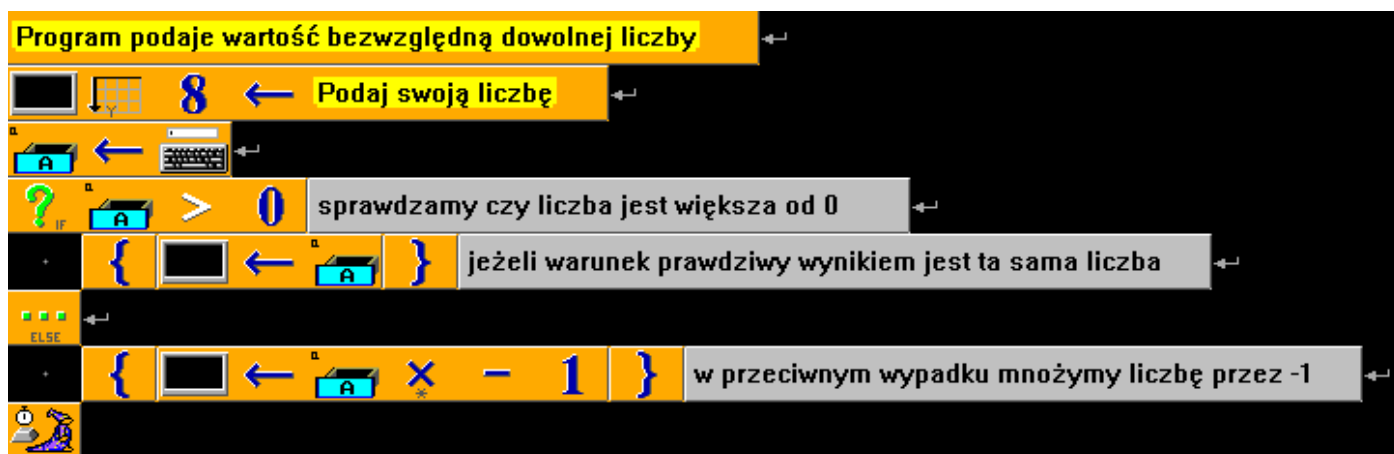 Program podaje wartość bezwzględną dowolnej liczby
Y 8 ← Podaj swoją liczbę
A ←
? IF A > 0 sprawdzamy czy liczba jest większa od 0
{ ← A } jeżeli warunek prawdziwy wynikiem jest ta sama liczba
ELSE
{ ← A × * - 1 } w przeciwnym wypadku mnożymy liczbę przez -1